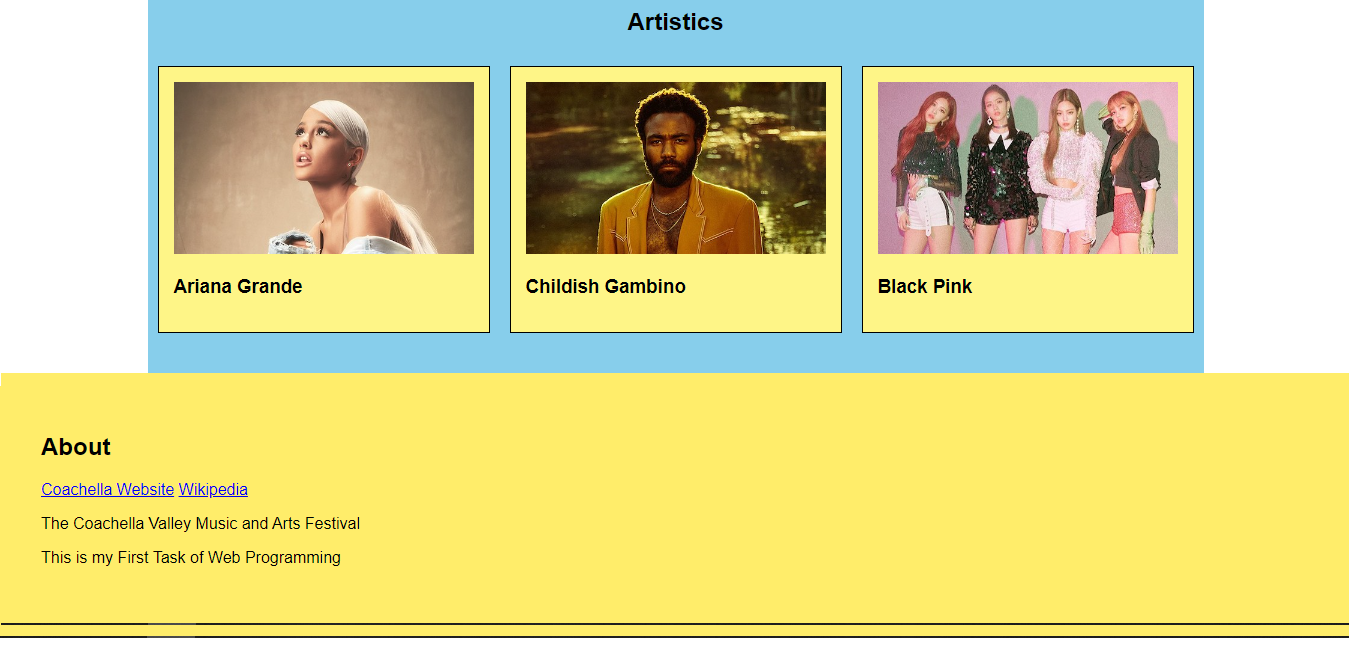 Artistics
Ariana Grande
Childish Gambino
Black Pink
About
Coachella Website Wikipedia
The Coachella Valley Music and Arts Festival
This is my First Task of Web Programming